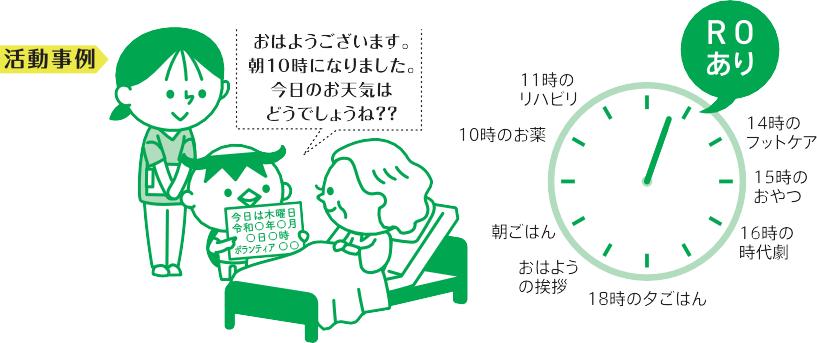 活動事例
おはようございます。
朝10時になりました。
今日のお天気は
どうでしょうね??
今日は木曜日
令和〇年〇月
〇日〇時
ボランティア 〇〇
RO
あり
11時の
リハビリ
10時のお薬
朝ごはん
おはよう
の挨拶
14時の
フットケア
15時の
おやつ
16時の
時代劇
18時の夕ごはん